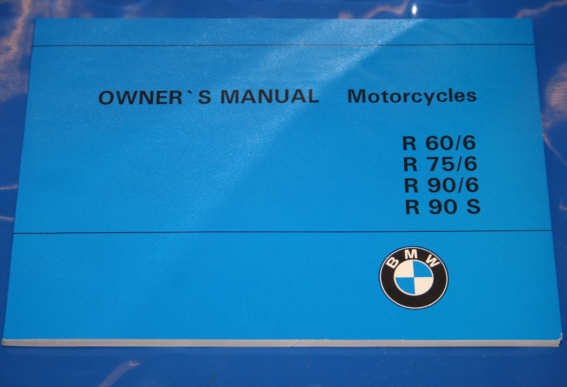 OWNER`S MANUAL Motorcycles
R 60/6
R 75/6
R 90/6
R 90 S
BMW